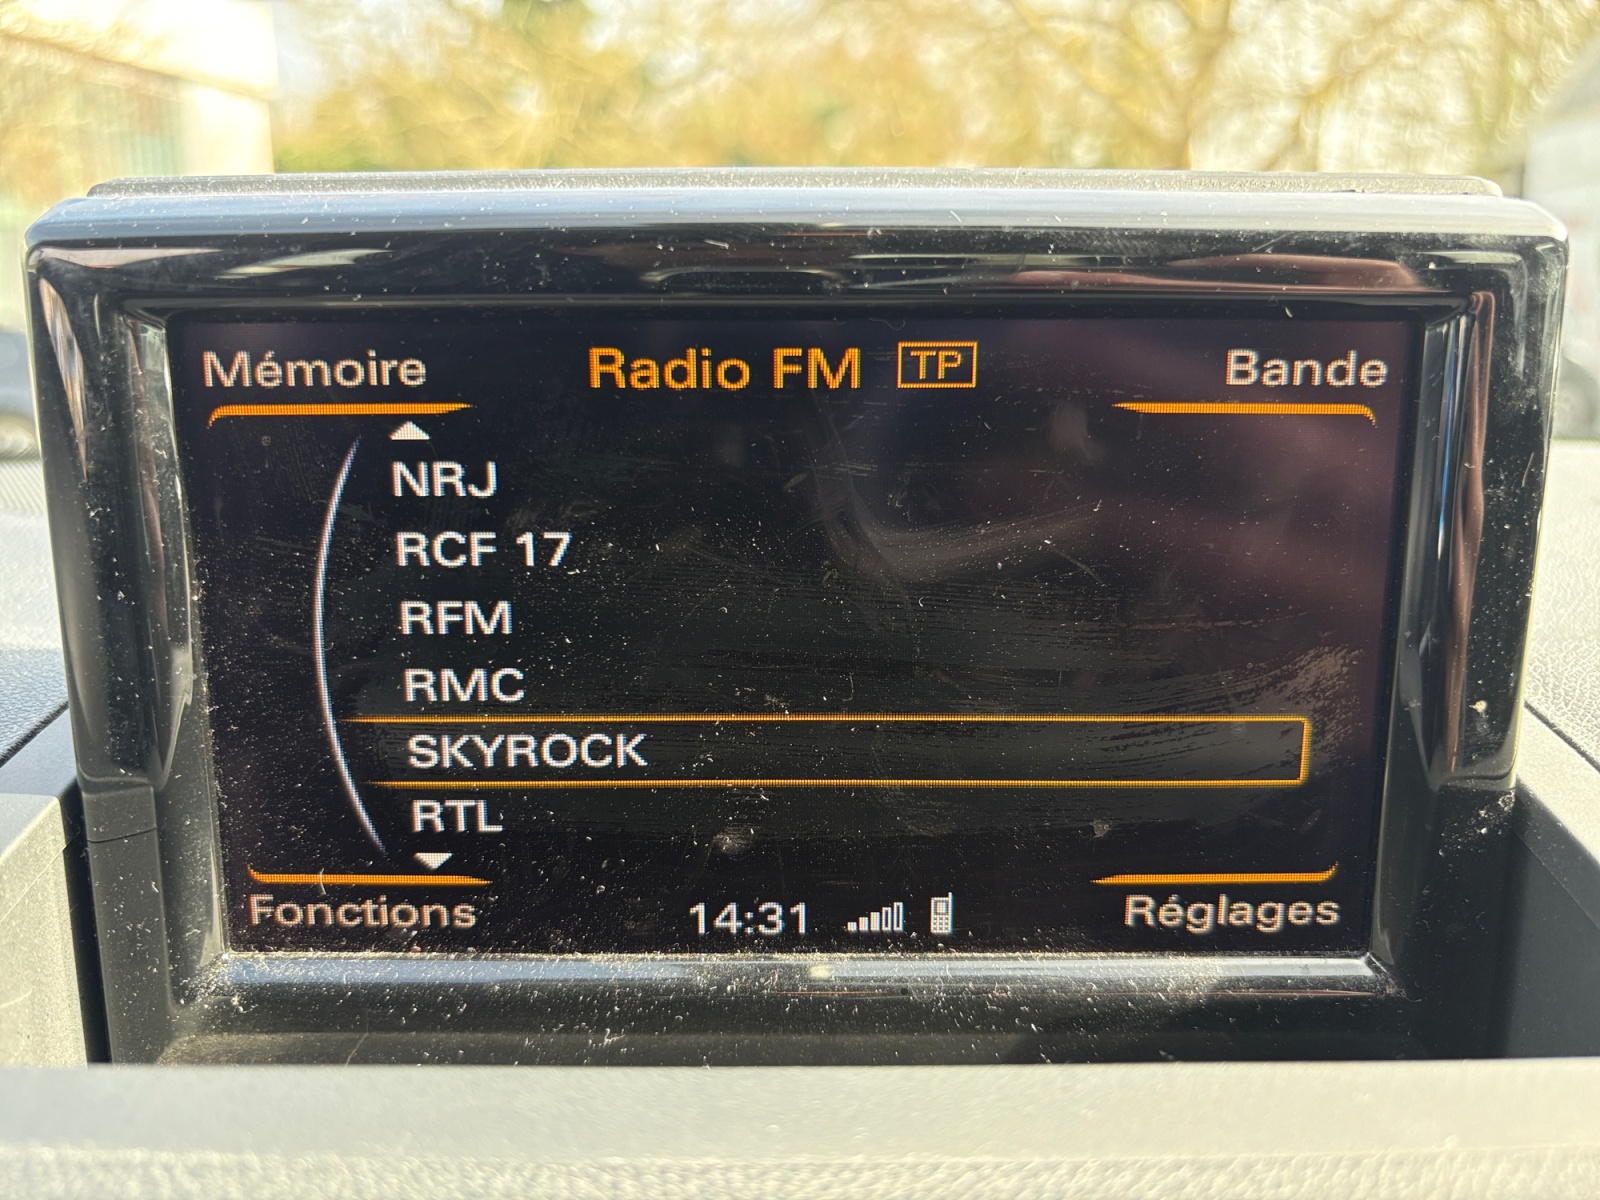 Mémoire Radio FM TP Bande
NRJ
RCF 17
RFM
RMC
SKYROCK
RTL
Fonctions 14:31 Réglages